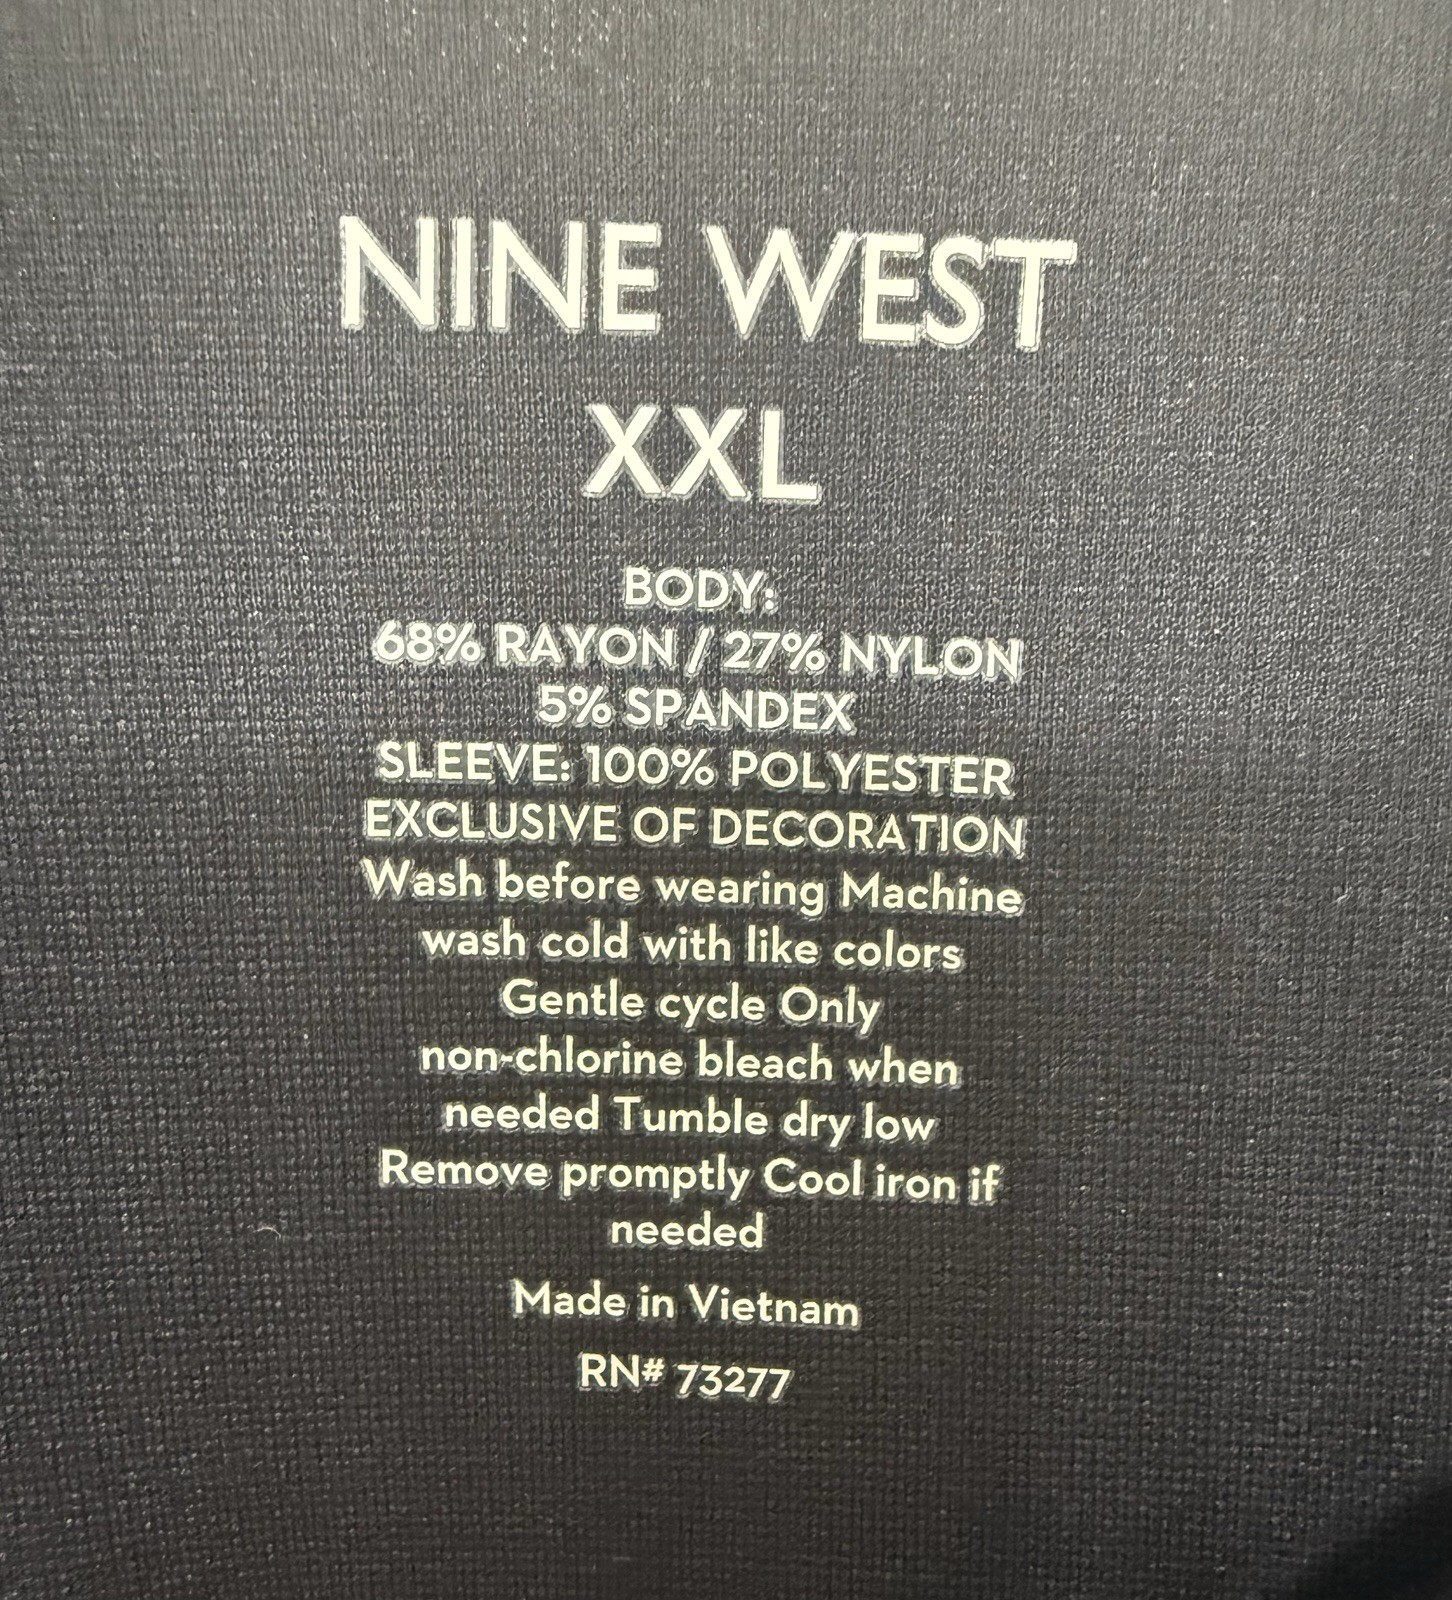 NINE WEST
XXL
BODY:
68% RAYON / 27% NYLON
5% SPANDEX
SLEEVE: 100% POLYESTER
EXCLUSIVE OF DECORATION
Wash before wearing Machine
wash cold with like colors
Gentle cycle Only
non-chlorine bleach when
needed Tumble dry low
Remove promptly Cool iron if
needed
Made in Vietnam
RN# 73277